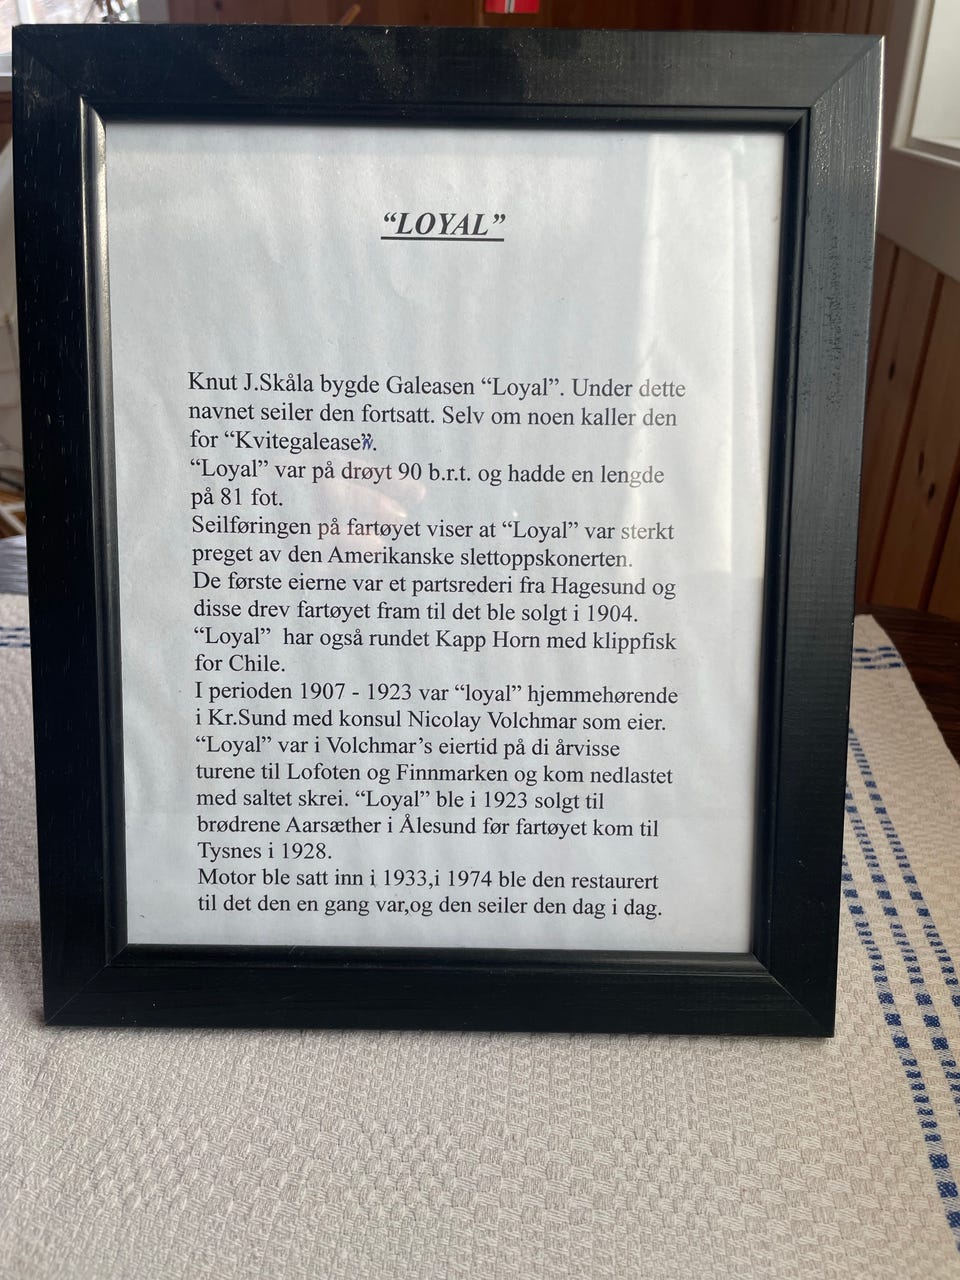 “LOYAL”
Knut J.Skåla bygde Galeasen “Loyal”. Under dette
navnet seiler den fortsatt. Selv om noen kaller den
for “Kvitegaleasen”.
“Loyal” var på drøyt 90 b.r.t. og hadde en lengde
på 81 fot.
Seilføringen på fartøyet viser at “Loyal” var sterkt
preget av den Amerikanske slettoppskonerten.
De første eierne var et partsrederi fra Hagesund og
disse drev fartøyet fram til det ble solgt i 1904.
“Loyal”  har også rundet Kapp Horn med klippfisk
for Chile.
I perioden 1907 - 1923 var “loyal” hjemmehørende
i Kr.Sund med konsul Nicolay Volchmar som eier.
“Loyal” var i Volchmar’s eiertid på di årvisse
turene til Lofoten og Finnmarken og kom nedlastet
med saltet skrei. “Loyal” ble i 1923 solgt til
brødrene Aarsæther i Ålesund før fartøyet kom til
Tysnes i 1928.
Motor ble satt inn i 1933,i 1974 ble den restaurert
til det den en gang var,og den seiler den dag i dag.